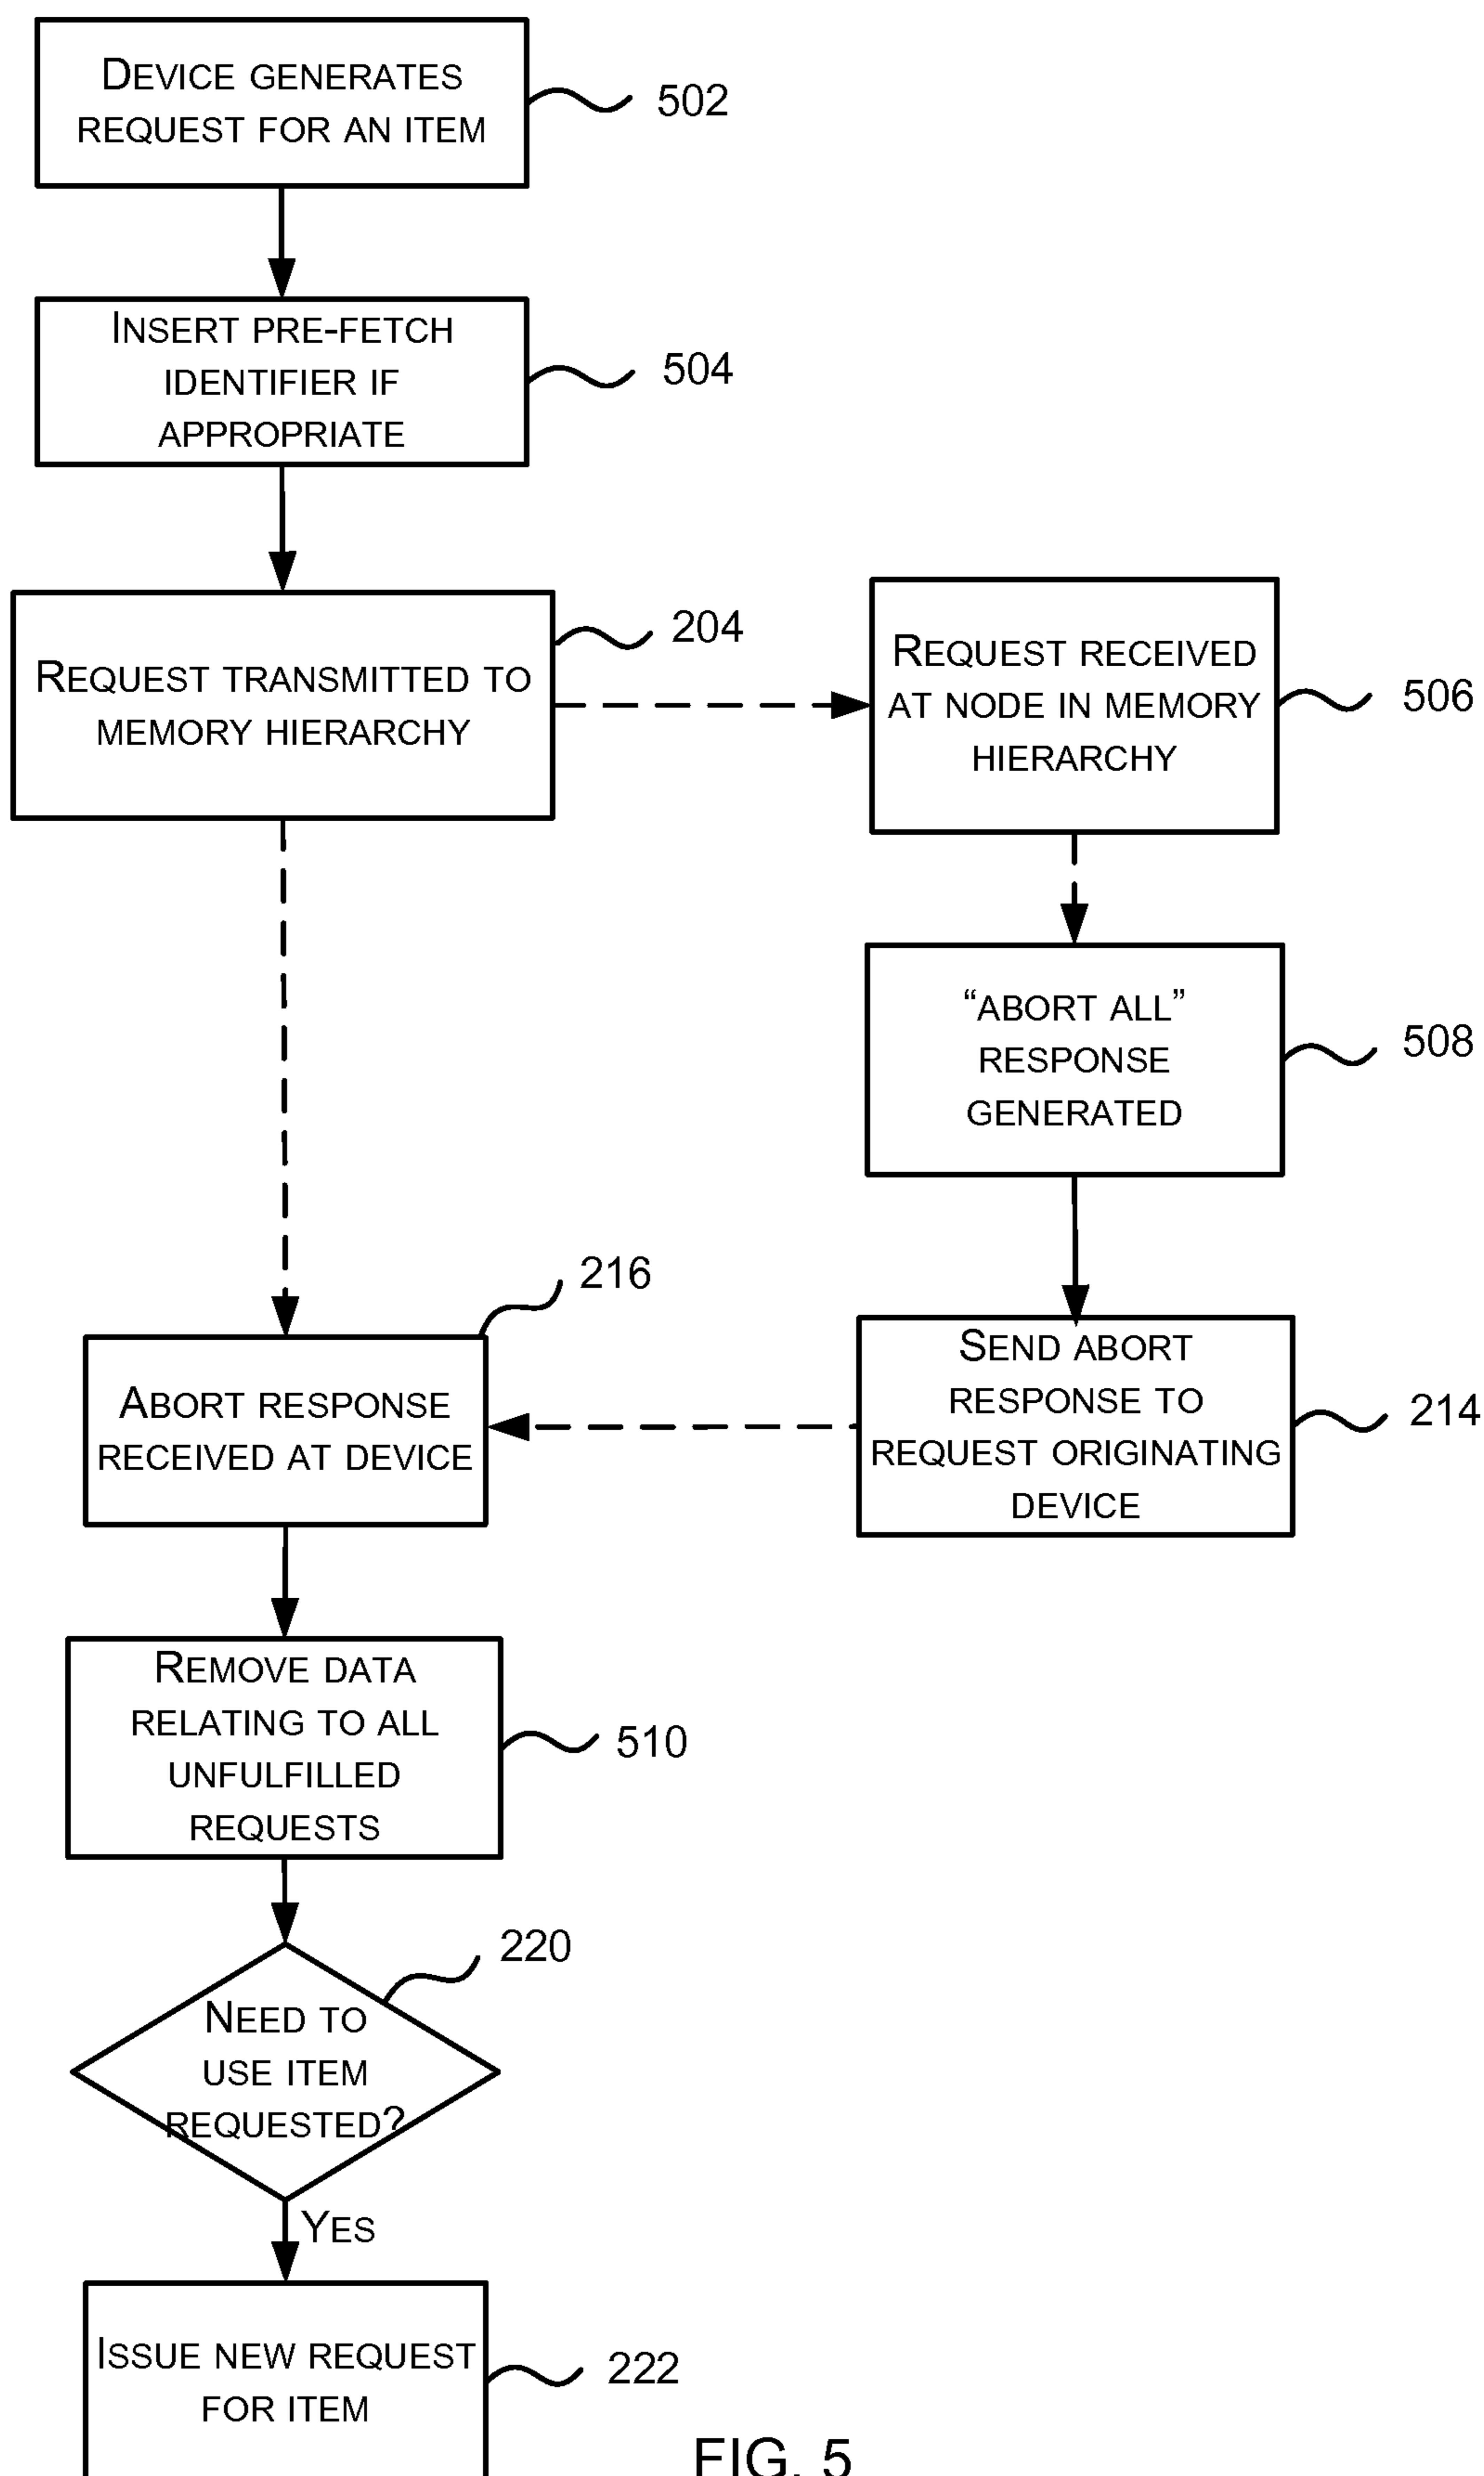 DEVICE GENERATES
REQUEST FOR AN ITEM
502
INSERT PRE-FETCH
IDENTIFIER IF
APPROPRIATE
504
REQUEST TRANSMITTED TO
MEMORY HIERARCHY
204
REQUEST RECEIVED
AT NODE IN MEMORY
HIERARCHY
506
“ABORT ALL”
RESPONSE
GENERATED
508
216
ABORT RESPONSE
RECEIVED AT DEVICE
SEND ABORT
RESPONSE TO
REQUEST ORIGINATING
DEVICE
214
REMOVE DATA
RELATING TO ALL
UNFULFILLED
REQUESTS
510
220
NEED TO
USE ITEM
REQUESTED?
YES
ISSUE NEW REQUEST
FOR ITEM
222
FIG. 5